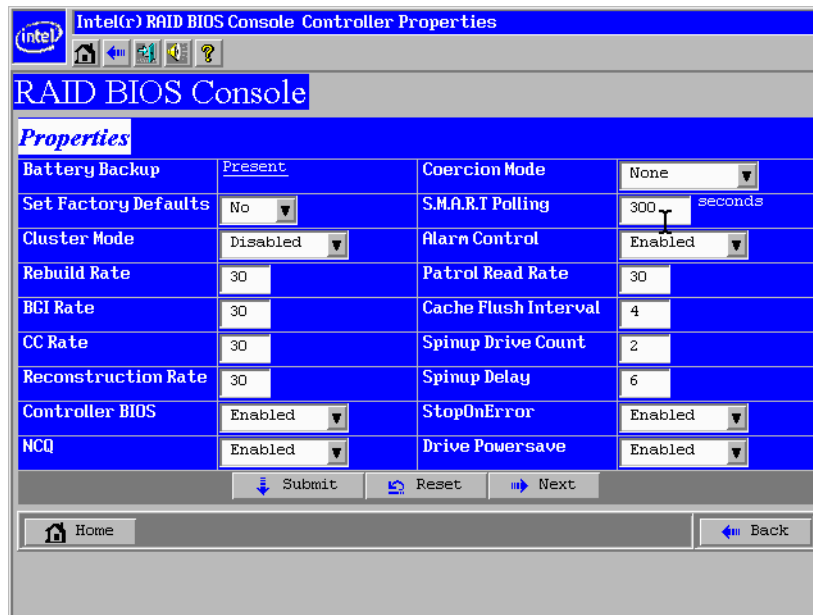 Intel(r) RAID BIOS Console Controller Properties
intel
?
RAID BIOS Console
Properties
Battery Backup Present Coercion Mode None
Set Factory Defaults No S.M.A.R.T Polling 300 seconds
Cluster Mode Disabled Alarm Control Enabled
Rebuild Rate 30 Patrol Read Rate 30
BGI Rate 30 Cache Flush Interval 4
CC Rate 30 Spinup Drive Count 2
Reconstruction Rate 30 Spinup Delay 6
Controller BIOS Enabled StopOnError Enabled
NCQ Enabled Drive Powersave Enabled
Submit Reset Next
Home Back